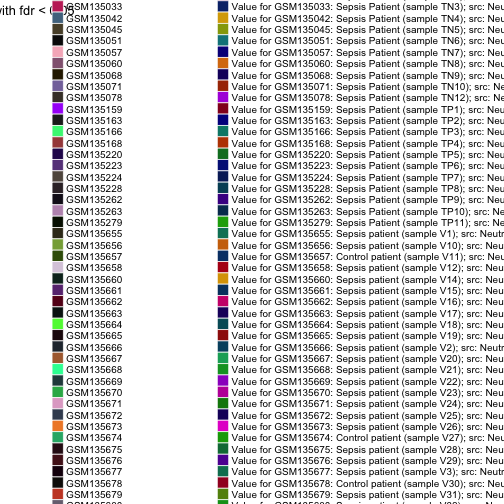 with fdr < 0.05
GSM135033 Value for GSM135033: Sepsis Patient (sample TN3); src: Neu
GSM135042 Value for GSM135042: Sepsis Patient (sample TN4); src: Neu
GSM135045 Value for GSM135045: Sepsis Patient (sample TN5); src: Neu
GSM135051 Value for GSM135051: Sepsis Patient (sample TN6); src: Neu
GSM135057 Value for GSM135057: Sepsis Patient (sample TN7); src: Neu
GSM135060 Value for GSM135060: Sepsis Patient (sample TN8); src: Neu
GSM135068 Value for GSM135068: Sepsis Patient (sample TN9); src: Neu
GSM135071 Value for GSM135071: Sepsis Patient (sample TN10); src: Ne
GSM135078 Value for GSM135078: Sepsis Patient (sample TN12); src: Ne
GSM135159 Value for GSM135159: Sepsis Patient (sample TP1); src: Neu
GSM135163 Value for GSM135163: Sepsis Patient (sample TP2); src: Neu
GSM135166 Value for GSM135166: Sepsis Patient (sample TP3); src: Neu
GSM135168 Value for GSM135168: Sepsis Patient (sample TP4); src: Neu
GSM135220 Value for GSM135220: Sepsis Patient (sample TP5); src: Neu
GSM135223 Value for GSM135223: Sepsis Patient (sample TP6); src: Neu
GSM135224 Value for GSM135224: Sepsis Patient (sample TP7); src: Neu
GSM135228 Value for GSM135228: Sepsis Patient (sample TP8); src: Neu
GSM135262 Value for GSM135262: Sepsis Patient (sample TP9); src: Neu
GSM135263 Value for GSM135263: Sepsis Patient (sample TP10); src: Ne
GSM135279 Value for GSM135279: Sepsis Patient (sample TP11); src: Ne
GSM135655 Value for GSM135655: Sepsis patient (sample V1); src: Neutr
GSM135656 Value for GSM135656: Sepsis patient (sample V10); src: Neu
GSM135657 Value for GSM135657: Control patient (sample V11); src: Neu
GSM135658 Value for GSM135658: Sepsis patient (sample V12); src: Neu
GSM135660 Value for GSM135660: Sepsis patient (sample V14); src: Neu
GSM135661 Value for GSM135661: Sepsis patient (sample V15); src: Neu
GSM135662 Value for GSM135662: Sepsis patient (sample V16); src: Neu
GSM135663 Value for GSM135663: Sepsis patient (sample V17); src: Neu
GSM135664 Value for GSM135664: Sepsis patient (sample V18); src: Neu
GSM135665 Value for GSM135665: Sepsis patient (sample V19); src: Neu
GSM135666 Value for GSM135666: Sepsis patient (sample V2); src: Neutr
GSM135667 Value for GSM135667: Sepsis patient (sample V20); src: Neu
GSM135668 Value for GSM135668: Sepsis patient (sample V21); src: Neu
GSM135669 Value for GSM135669: Sepsis patient (sample V22); src: Neu
GSM135670 Value for GSM135670: Sepsis patient (sample V23); src: Neu
GSM135671 Value for GSM135671: Sepsis patient (sample V24); src: Neu
GSM135672 Value for GSM135672: Sepsis patient (sample V25); src: Neu
GSM135673 Value for GSM135673: Sepsis patient (sample V26); src: Neu
GSM135674 Value for GSM135674: Control patient (sample V27); src: Neu
GSM135675 Value for GSM135675: Sepsis patient (sample V28); src: Neu
GSM135676 Value for GSM135676: Sepsis patient (sample V29); src: Neu
GSM135677 Value for GSM135677: Sepsis patient (sample V3); src: Neutr
GSM135678 Value for GSM135678: Control patient (sample V30); src: Neu
GSM135679 Value for GSM135679: Sepsis patient (sample V31); src: Neu